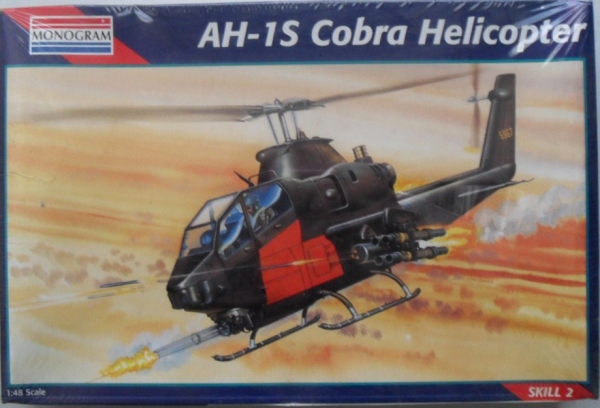 MONOGRAM
AH-1S Cobra Helicopter
1:48 Scale
SKILL 2